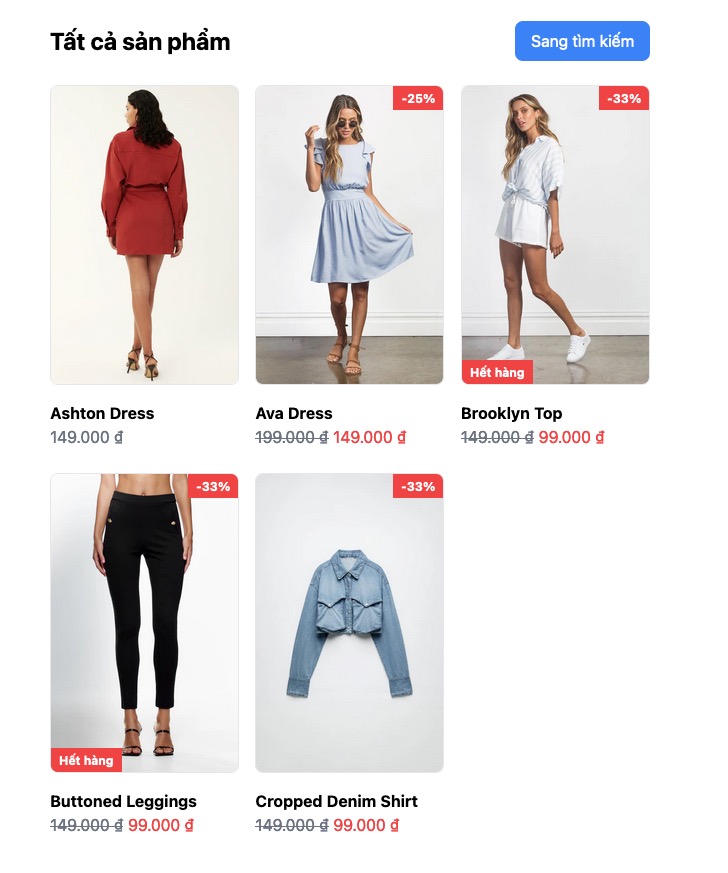 Tất cả sản phẩm
Sang tìm kiếm
-25%
-33%
Hết hàng
Ashton Dress
149.000 ₫
Ava Dress
199.000 ₫ 149.000 ₫
Brooklyn Top
149.000 ₫ 99.000 ₫
-33%
-33%
Hết hàng
Buttoned Leggings
149.000 ₫ 99.000 ₫
Cropped Denim Shirt
149.000 ₫ 99.000 ₫